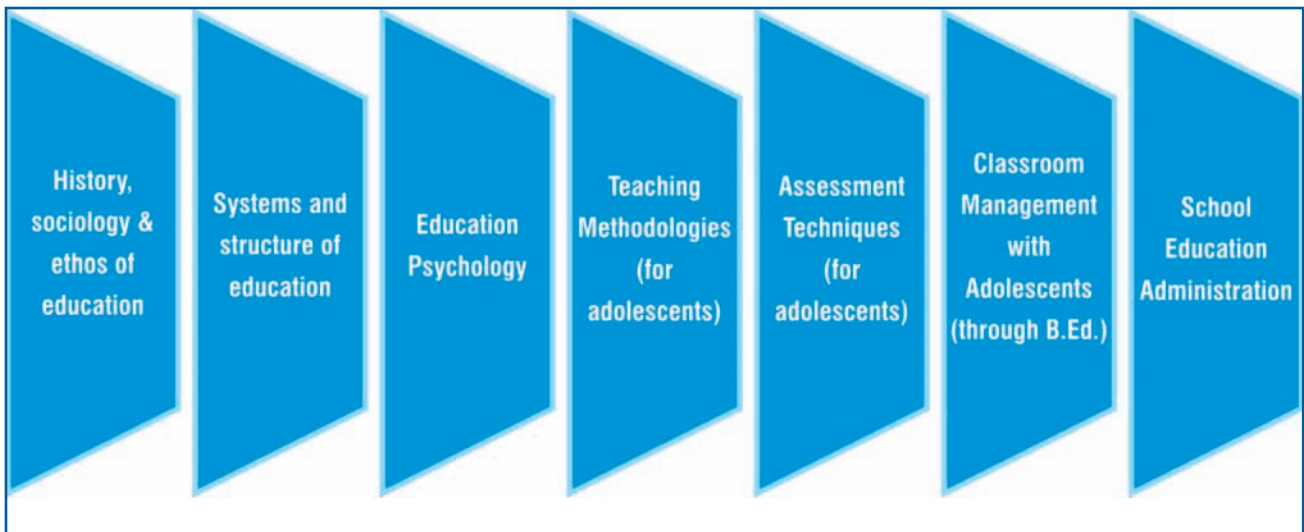 History,
sociology &
ethos of
education
Systems and
structure of
education
Education
Psychology
Teaching
Methodologies
(for
adolescents)
Assessment
Techniques
(for
adolescents)
Classroom
Management
with
Adolescents
(through B.Ed.)
School
Education
Administration